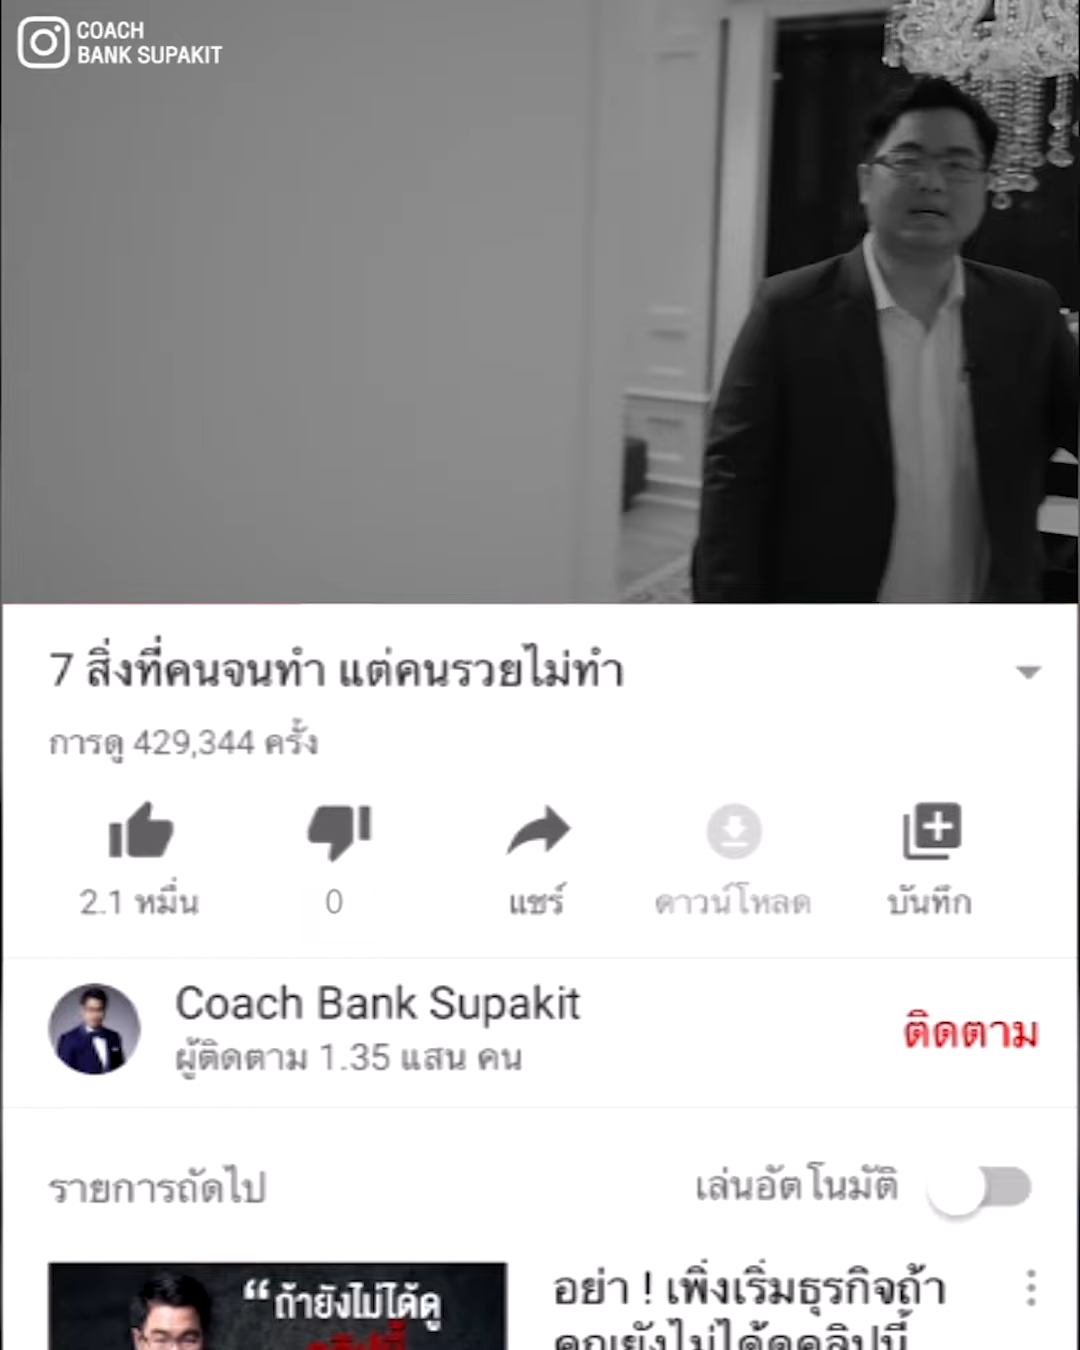 COACH
BANK SUPAKIT
7 สิ่งที่คนจนทำ แต่คนรวยไม่ทำ
การดู 429,344 ครั้ง
2.1 หมื่น
0
แชร์
ดาวน์โหลด
บันทึก
Coach Bank Supakit
ผู้ติดตาม 1.35 แสน คน
ติดตาม
รายการถัดไป
เล่นอัตโนมัติ
“ถ้ายังไม่ได้ดู
คลิปนี้
อย่า ! เพิ่งเริ่มธุรกิจถ้า
คุณยังไม่ได้ดูคลิปนี้